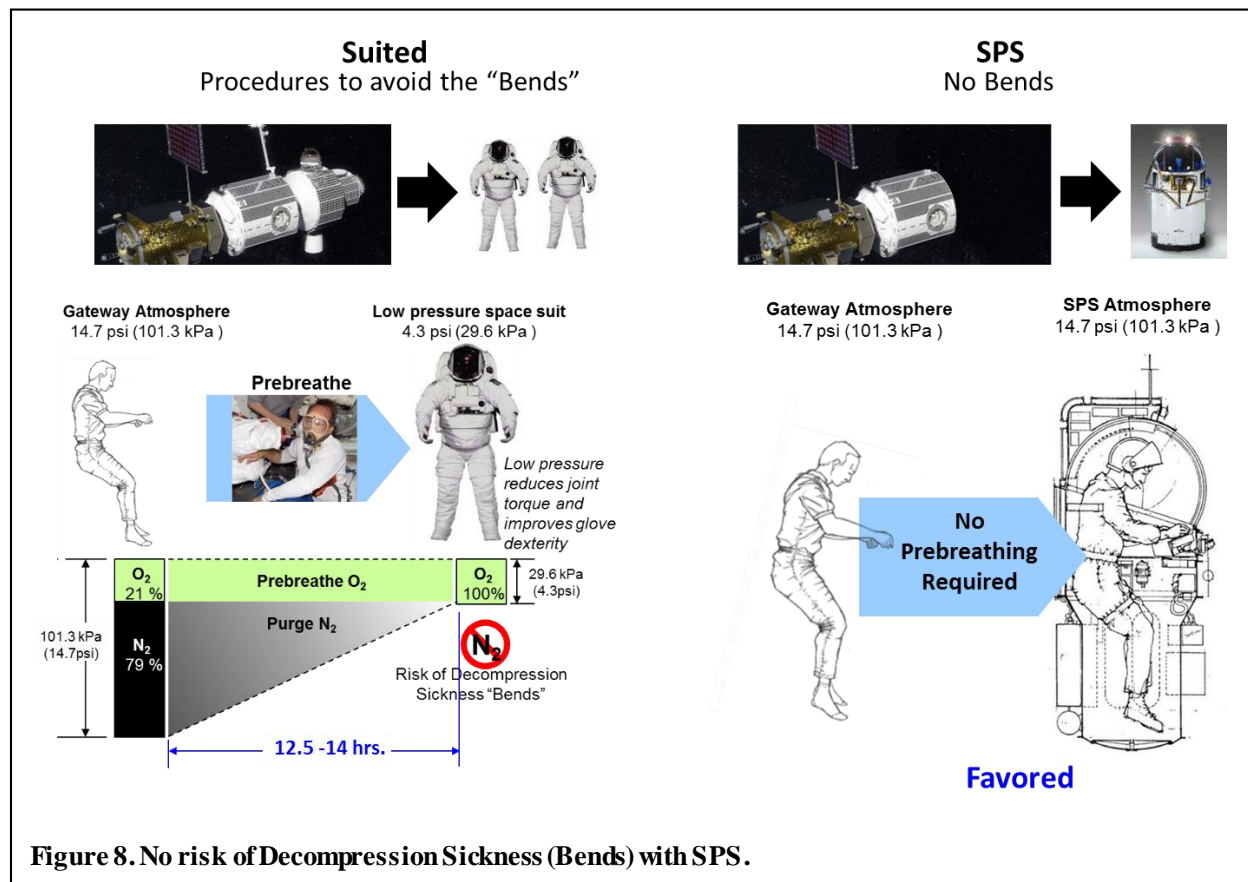 Suited
Procedures to avoid the “Bends”
SPS
No Bends
Gateway Atmosphere
14.7 psi (101.3 kPa )
Low pressure space suit
4.3 psi (29.6 kPa )
Prebreathe
Low pressure
reduces joint
torque and
improves glove
dexterity
O2
21 %
Prebreathe O2
O2
100%
29.6 kPa
(4.3psi)
Purge N2
101.3 kPa
(14.7psi)
N2
79 %
N2
Risk of Decompression
Sickness “Bends”
12.5 -14 hrs.
Gateway Atmosphere
14.7 psi (101.3 kPa )
SPS Atmosphere
14.7 psi (101.3 kPa )
No
Prebreathing
Required
Favored
Figure 8. No risk of Decompression Sickness (Bends) with SPS.